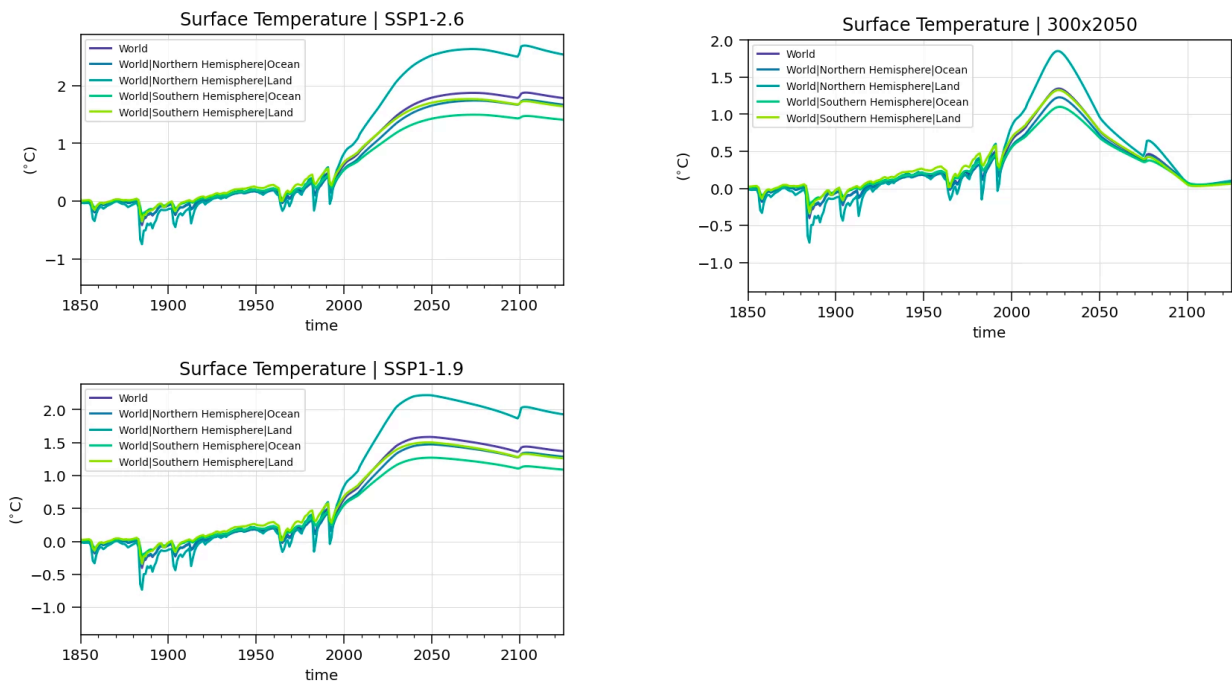 Surface Temperature | SSP1-2.6
World
World|Northern Hemisphere|Ocean
World|Northern Hemisphere|Land
World|Southern Hemisphere|Ocean
World|Southern Hemisphere|Land
(°C)
2
1
0
−1
1850 1900 1950 2000 2050 2100
time
Surface Temperature | 300x2050
World
World|Northern Hemisphere|Ocean
World|Northern Hemisphere|Land
World|Southern Hemisphere|Ocean
World|Southern Hemisphere|Land
(°C)
2.0
1.5
1.0
0.5
0.0
−0.5
−1.0
1850 1900 1950 2000 2050 2100
time
Surface Temperature | SSP1-1.9
World
World|Northern Hemisphere|Ocean
World|Northern Hemisphere|Land
World|Southern Hemisphere|Ocean
World|Southern Hemisphere|Land
(°C)
2.0
1.5
1.0
0.5
0.0
−0.5
−1.0
1850 1900 1950 2000 2050 2100
time